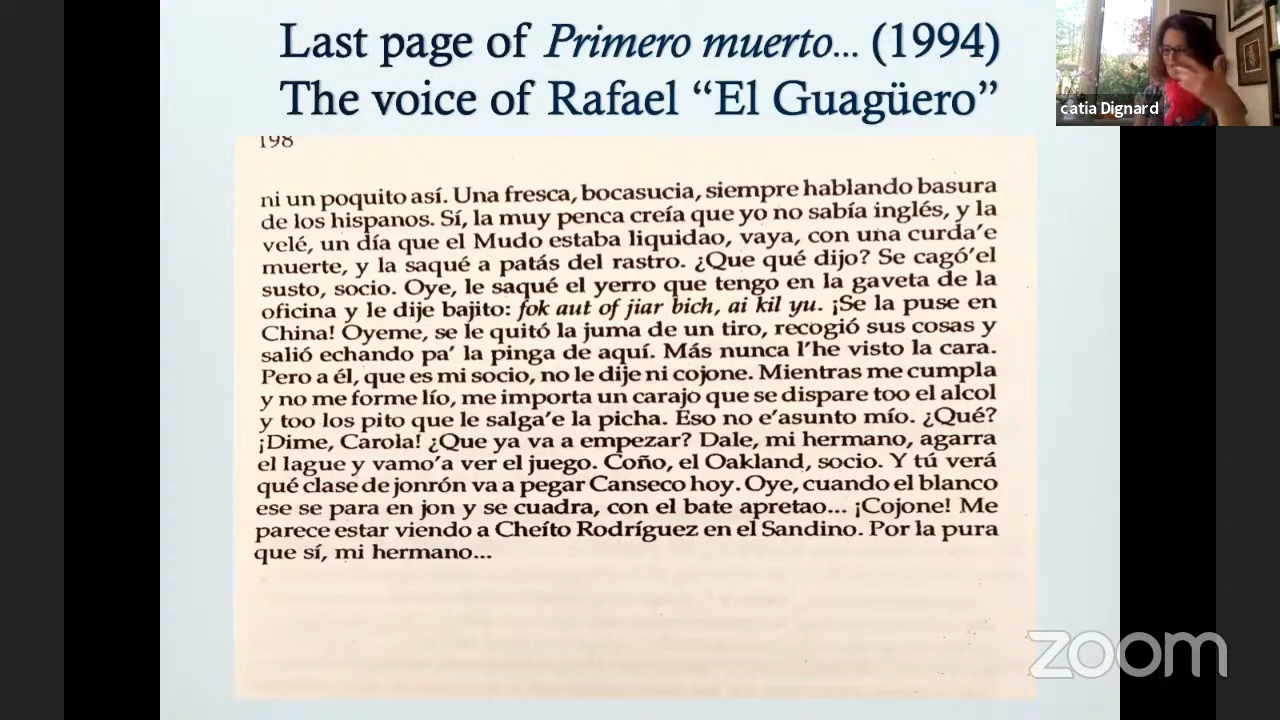 Last page of Primero muerto... (1994)
The voice of Rafael “El Guagüero”
catia Dignard
198
ni un poquito así. Una fresca, bocasucia, siempre hablando basura
de los hispanos. Sí, la muy penca creía que yo no sabía inglés, y la
velé, un día que el Mudo estaba liquidao, vaya, con una curda’e
muerte, y la saqué a patás del rastro. ¿Que qué dijo? Se cagó’el
susto, socio. Oye, le saqué el yerro que tengo en la gaveta de la
oficina y le dije bajito: fok aut of jiar bich, ai kil yu. ¡Se la puse en
China! Oyeme, se le quitó la juma de un tiro, recogió sus cosas y
salió echando pa’ la pinga de aquí. Más nunca l’he visto la cara.
Pero a él, que es mi socio, no le dije ni cojone. Mientras me cumpla
y no me forme lío, me importa un carajo que se dispare too el alcol
y too los pito que le salga’e la picha. Eso no e’asunto mío. ¿Qué?
¡Dime, Carola! ¿Que ya va a empezar? Dale, mi hermano, agarra
el lague y vamo’a ver el juego. Coño, el Oakland, socio. Y tú verá
qué clase de jonrón va a pegar Canseco hoy. Oye, cuando el blanco
ese se para en jon y se cuadra, con el bate apretao... ¡Cojone! Me
parece estar viendo a Cheíto Rodríguez en el Sandino. Por la pura
que sí, mi hermano...
zoom